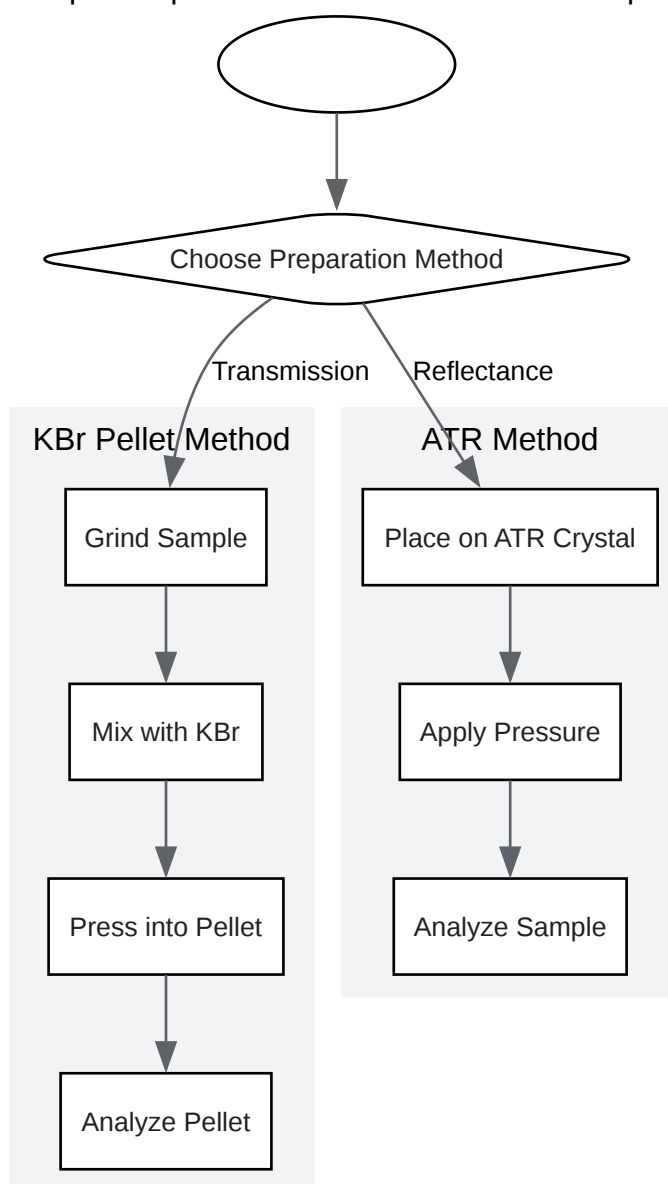 Choose Preparation Method
Transmission
Reflectance
KBr Pellet Method
ATR Method
Grind Sample
Place on ATR Crystal
Mix with KBr
Apply Pressure
Press into Pellet
Analyze Sample
Analyze Pellet